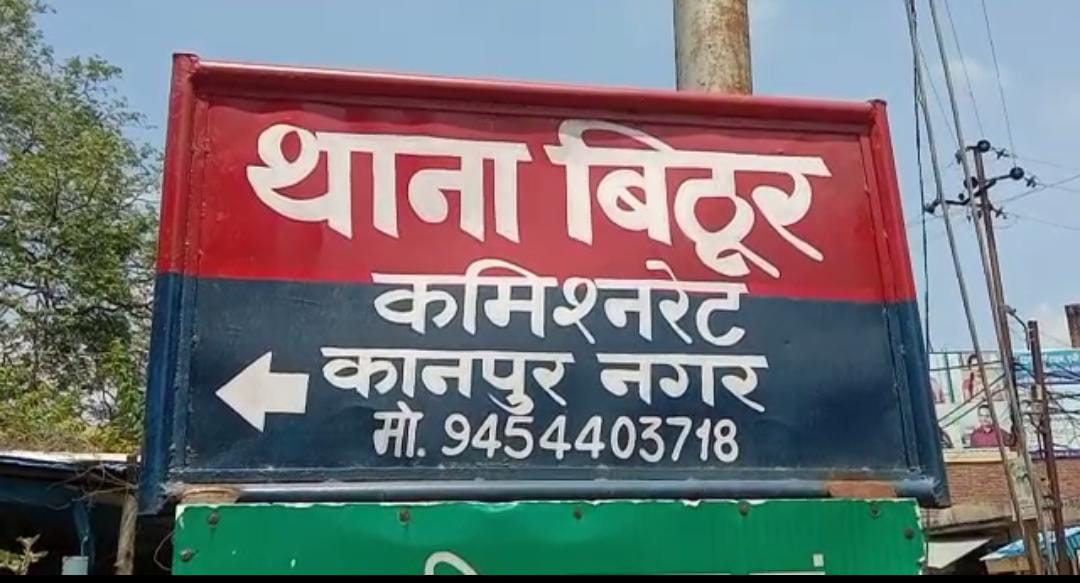 थाना बिठूर
कमिश्नरेट
कानपुर नगर
मो. 9454403718